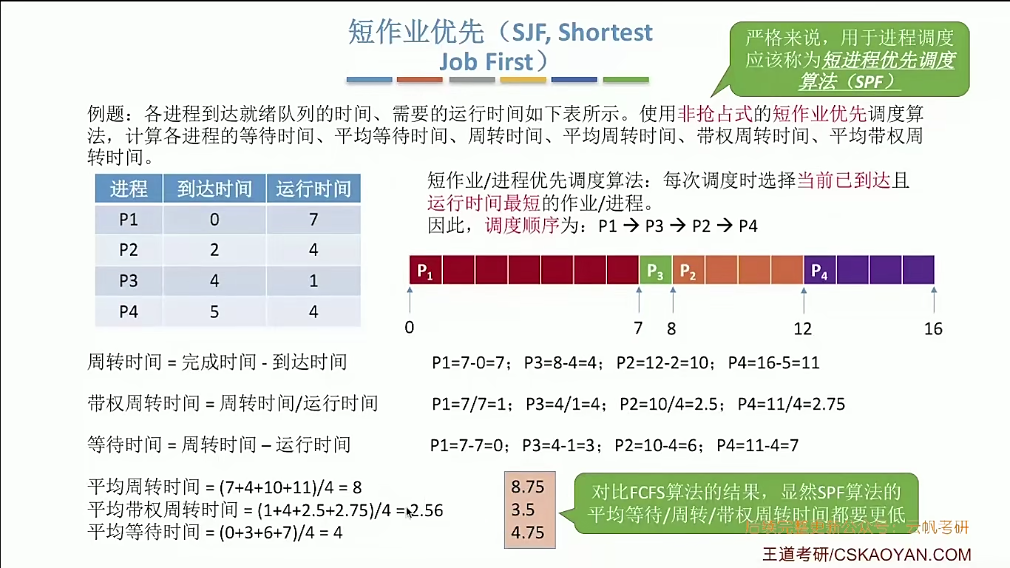 短作业优先（SJF, Shortest
Job First）
严格来说，用于进程调度
应该称为短进程优先调度
算法（SPF）
例题：各进程到达就绪队列的时间、需要的运行时间如下表所示。使用非抢占式的短作业优先调度算
法，计算各进程的等待时间、平均等待时间、周转时间、平均周转时间、带权周转时间、平均带权周
转时间。
进程 到达时间 运行时间
P1 0 7
P2 2 4
P3 4 1
P4 5 4
短作业/进程优先调度算法：每次调度时选择当前已到达且
运行时间最短的作业/进程。
因此，调度顺序为：P1 → P3 → P2 → P4
P1 P3 P2 P4
0 7 8 12 16
周转时间 = 完成时间 - 到达时间 P1=7-0=7；P3=8-4=4；P2=12-2=10；P4=16-5=11
带权周转时间 = 周转时间/运行时间 P1=7/7=1；P3=4/1=4；P2=10/4=2.5；P4=11/4=2.75
等待时间 = 周转时间 – 运行时间 P1=7-7=0；P3=4-1=3；P2=10-4=6；P4=11-4=7
平均周转时间 = (7+4+10+11)/4 = 8
平均带权周转时间 = (1+4+2.5+2.75)/4 = 2.56
平均等待时间 = (0+3+6+7)/4 = 4
8.75
3.5
4.75
对比FCFS算法的结果，显然SPF算法的
平均等待/周转/带权周转时间都要更低
王道考研/CSKAOYAN.COM